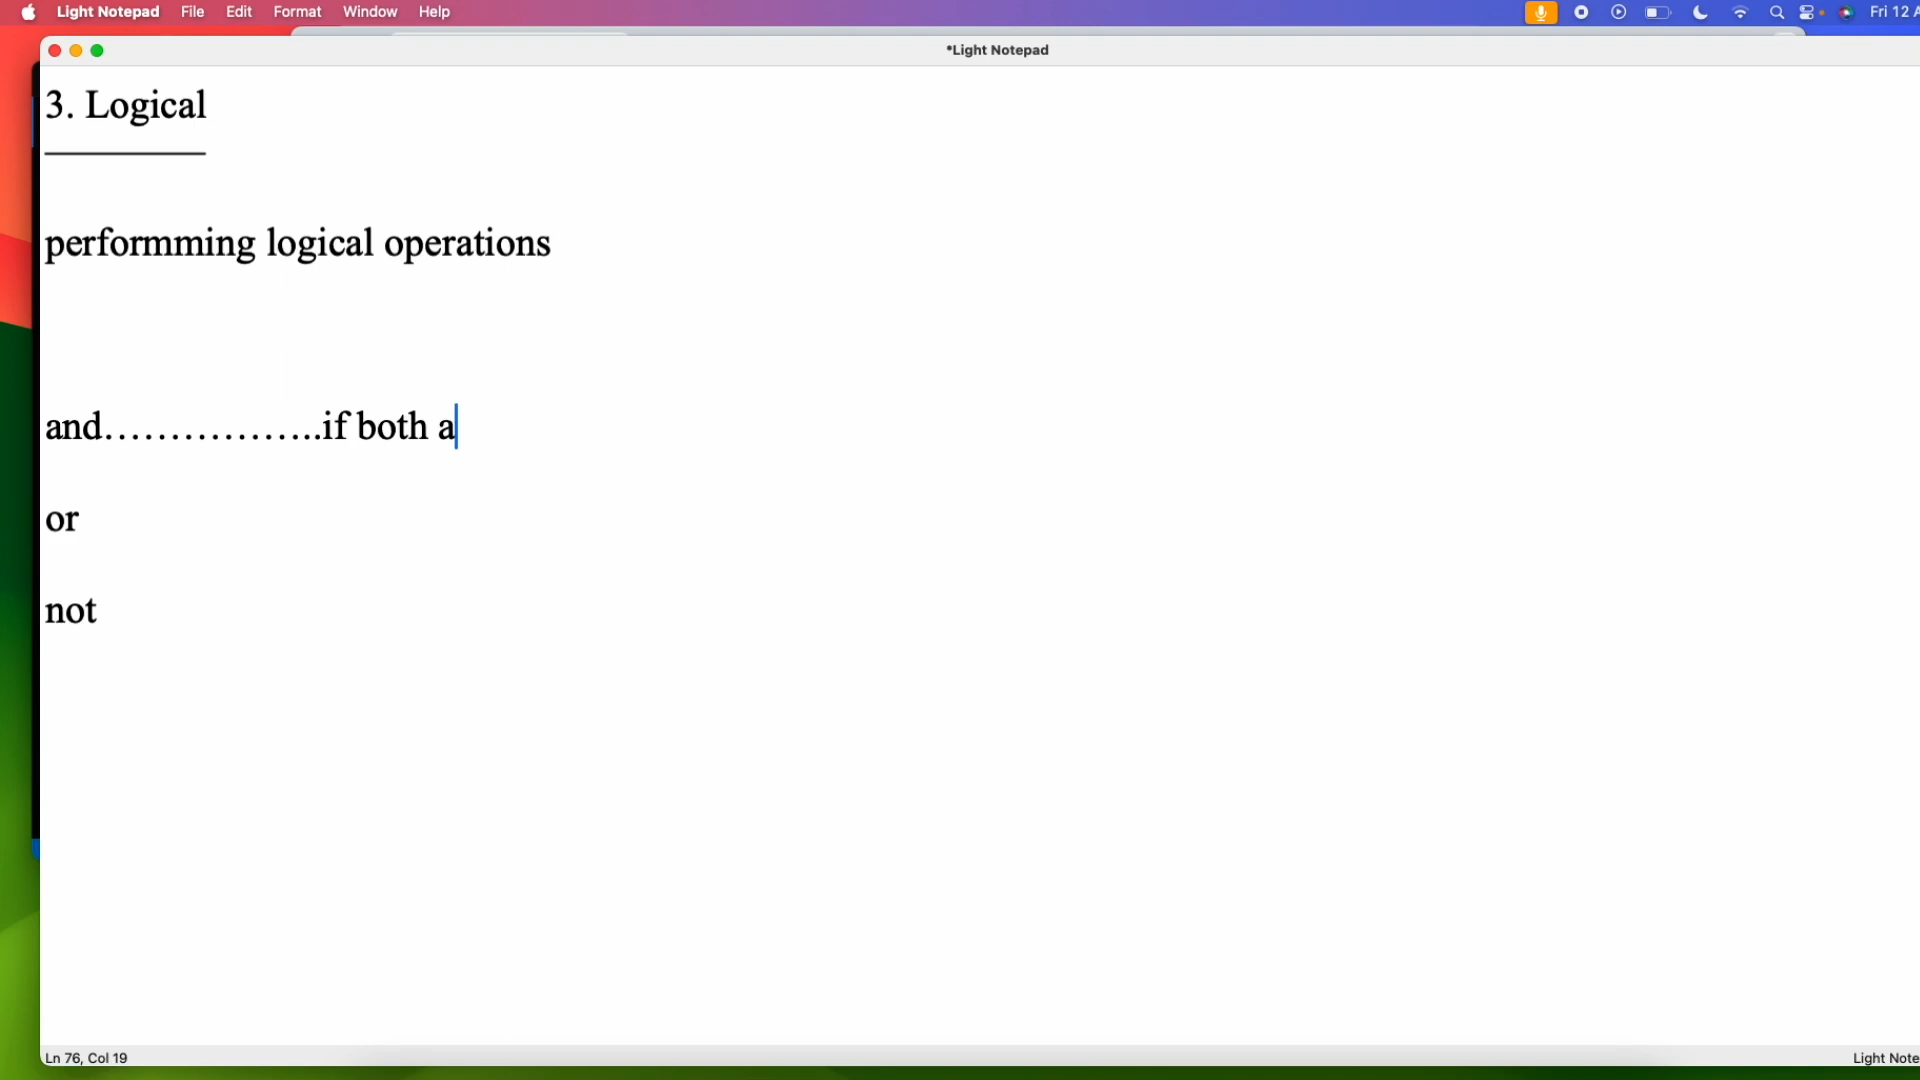 Light Notepad File Edit Format Window Help Fri 12 A
*Light Notepad
3. Logical
performming logical operations
and……………..if both a
or
not
Ln 76, Col 19 Light Note